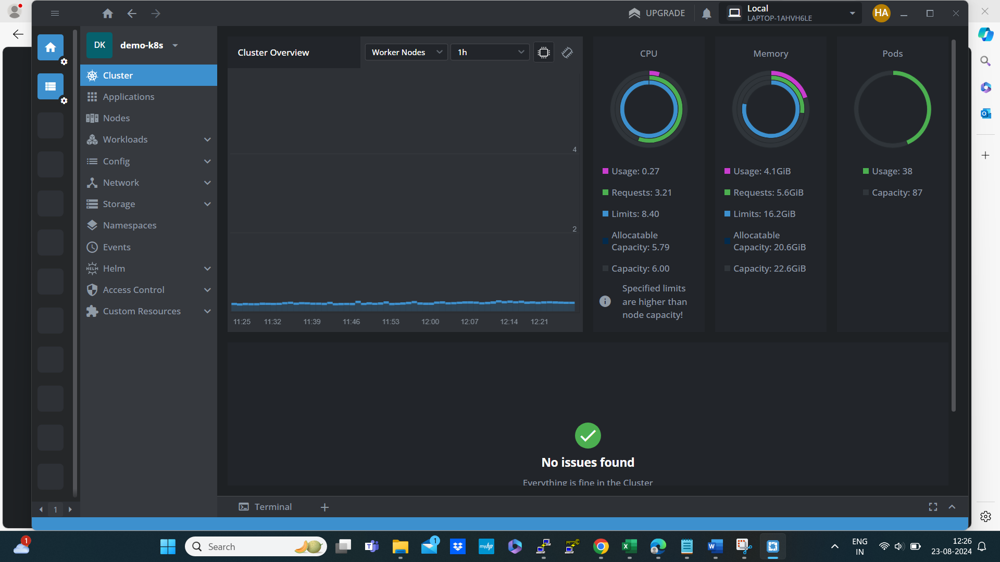 UPGRADE
Local
LAPTOP-1AHVH6LE
HA
DK
demo-k8s
Cluster
Applications
Nodes
Workloads
Config
Network
Storage
Namespaces
Events
HELM
Helm
Access Control
Custom Resources
1
Cluster Overview
Worker Nodes
1h
4
2
11:25 11:32 11:39 11:46 11:53 12:00 12:07 12:14 12:21
CPU
Usage: 0.27
Requests: 3.21
Limits: 8.40
Allocatable
Capacity: 5.79
Capacity: 6.00
Specified limits
are higher than
node capacity!
Memory
Usage: 4.1GiB
Requests: 5.6GiB
Limits: 16.2GiB
Allocatable
Capacity: 20.6GiB
Capacity: 22.6GiB
Pods
Usage: 38
Capacity: 87
No issues found
Everything is fine in the Cluster
Terminal
1
Search
1
myhp
ENG
IN
12:26
23-08-2024